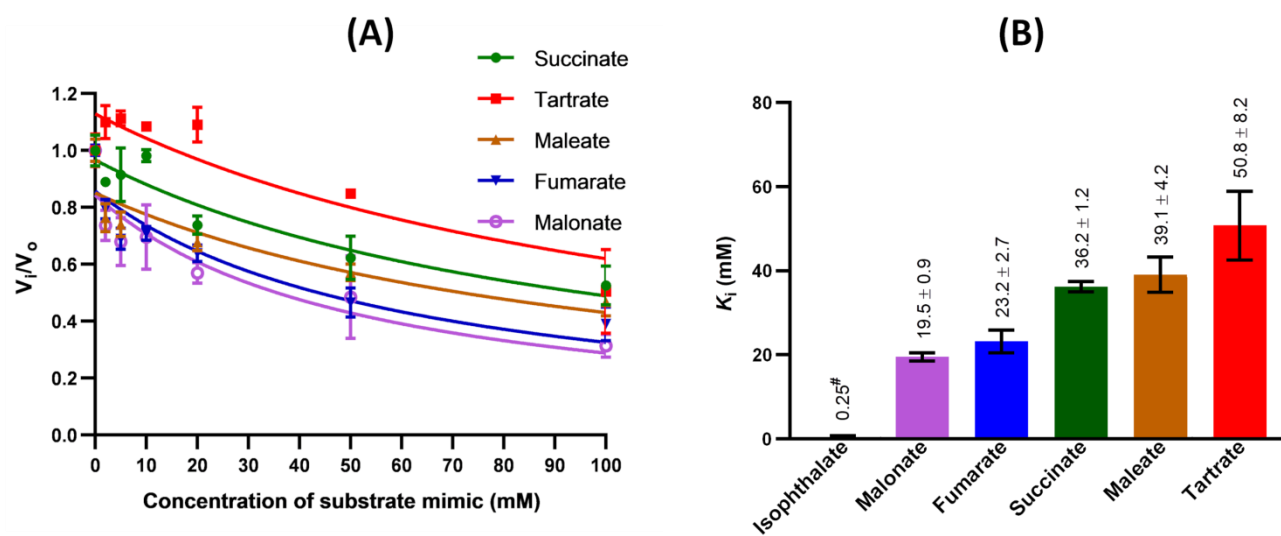 (A)
Succinate
Tartrate
Maleate
Fumarate
Malonate
1.2
1.0
0.8
0.6
0.4
0.2
0.0
Vi/Vo
0 10 20 30 40 50 60 70 80 90 100
Concentration of substrate mimic (mM)
(B)
80
60
40
20
0
Ki (mM)
0.25#
19.5 ± 0.9
23.2 ± 2.7
36.2 ± 1.2
39.1 ± 4.2
50.8 ± 8.2
Isophthalate
Malonate
Fumarate
Succinate
Maleate
Tartrate